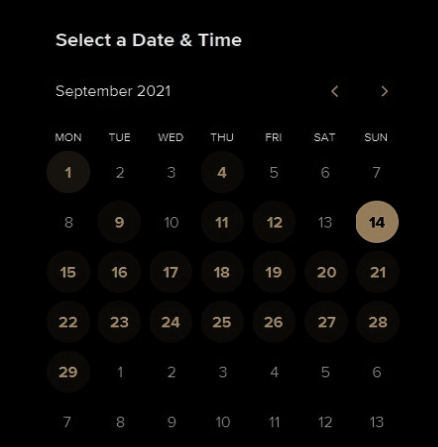 Select a Date & Time
September 2021
MON TUE WED THU FRI SAT SUN
1 2 3 4 5 6 7
8 9 10 11 12 13 14
15 16 17 18 19 20 21
22 23 24 25 26 27 28
29 1 2 3 4 5 6
7 8 9 10 11 12 13